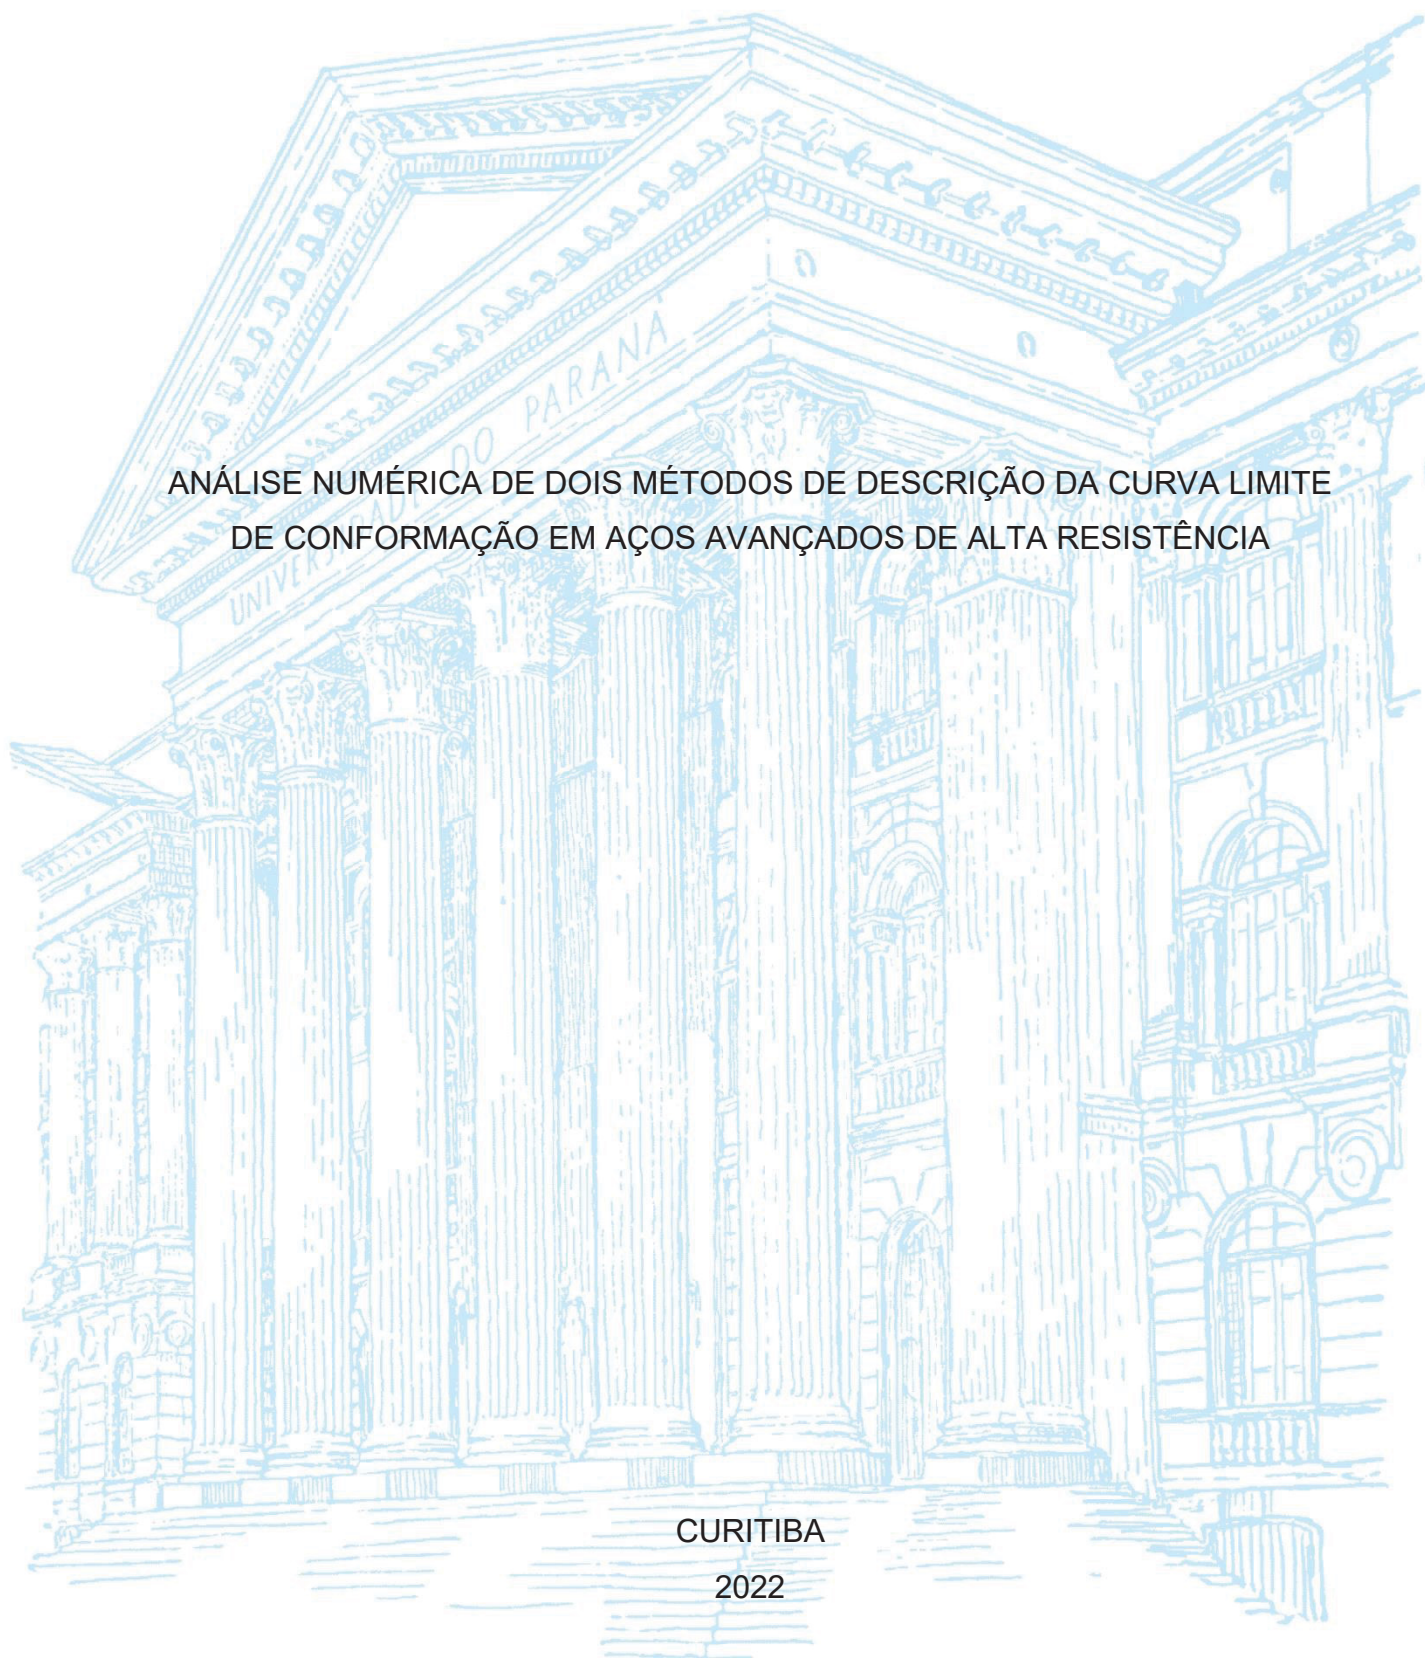 UNIVERSIDADE DO PARANÁ
ANÁLISE NUMÉRICA DE DOIS MÉTODOS DE DESCRIÇÃO DA CURVA LIMITE
DE CONFORMAÇÃO EM AÇOS AVANÇADOS DE ALTA RESISTÊNCIA
CURITIBA
2022